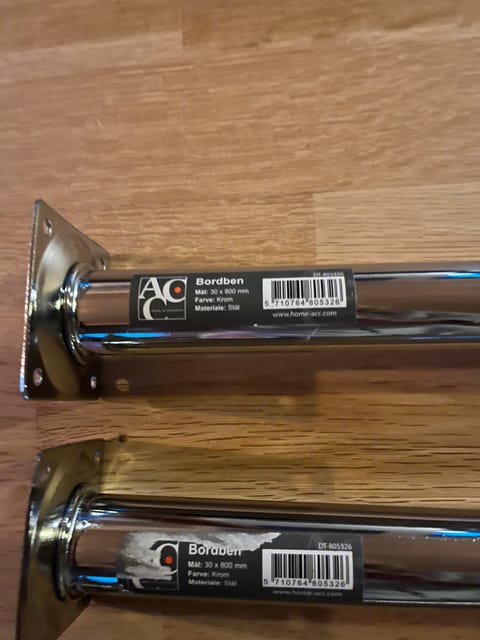 ACC
Bordben
Mål: 30 x 800 mm
Farve: Krom
Materiale: Stål
DT-805326
5 710764 805326
www.home-acc.com
C
Bordben
Mål: 30 x 800 mm
Farve: Krom
Materiale: Stål
DT-805326
5 710764 805326
www.home-acc.com